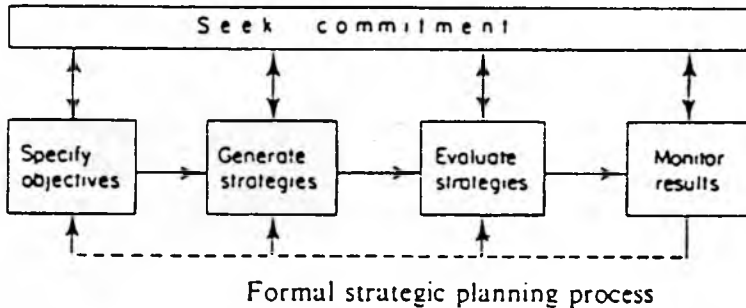 Seek commitment
Specify objectives
Generate strategies
Evaluate strategies
Monitor results
Formal strategic planning process